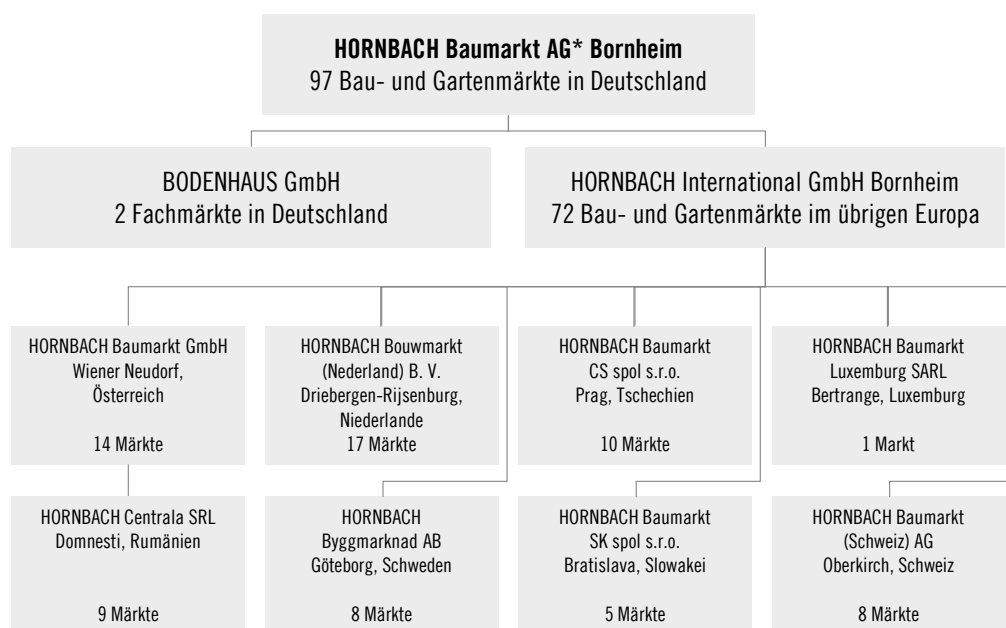 HORNBACH Baumarkt AG* Bornheim
97 Bau- und Gartenmärkte in Deutschland
BODENHAUS GmbH
2 Fachmärkte in Deutschland
HORNBACH International GmbH Bornheim
72 Bau- und Gartenmärkte im übrigen Europa
HORNBACH Baumarkt GmbH
Wiener Neudorf,
Österreich
14 Märkte
HORNBACH Bouwmarkt
(Nederland) B. V.
Driebergen-Rijsenburg,
Niederlande
17 Märkte
HORNBACH Baumarkt
CS spol s.r.o.
Prag, Tschechien
10 Märkte
HORNBACH Baumarkt
Luxemburg SARL
Bertrange, Luxemburg
1 Markt
HORNBACH Centrala SRL
Domnesti, Rumänien
9 Märkte
HORNBACH
Byggmarknad AB
Göteborg, Schweden
8 Märkte
HORNBACH Baumarkt
SK spol s.r.o.
Bratislava, Slowakei
5 Märkte
HORNBACH Baumarkt
(Schweiz) AG
Oberkirch, Schweiz
8 Märkte